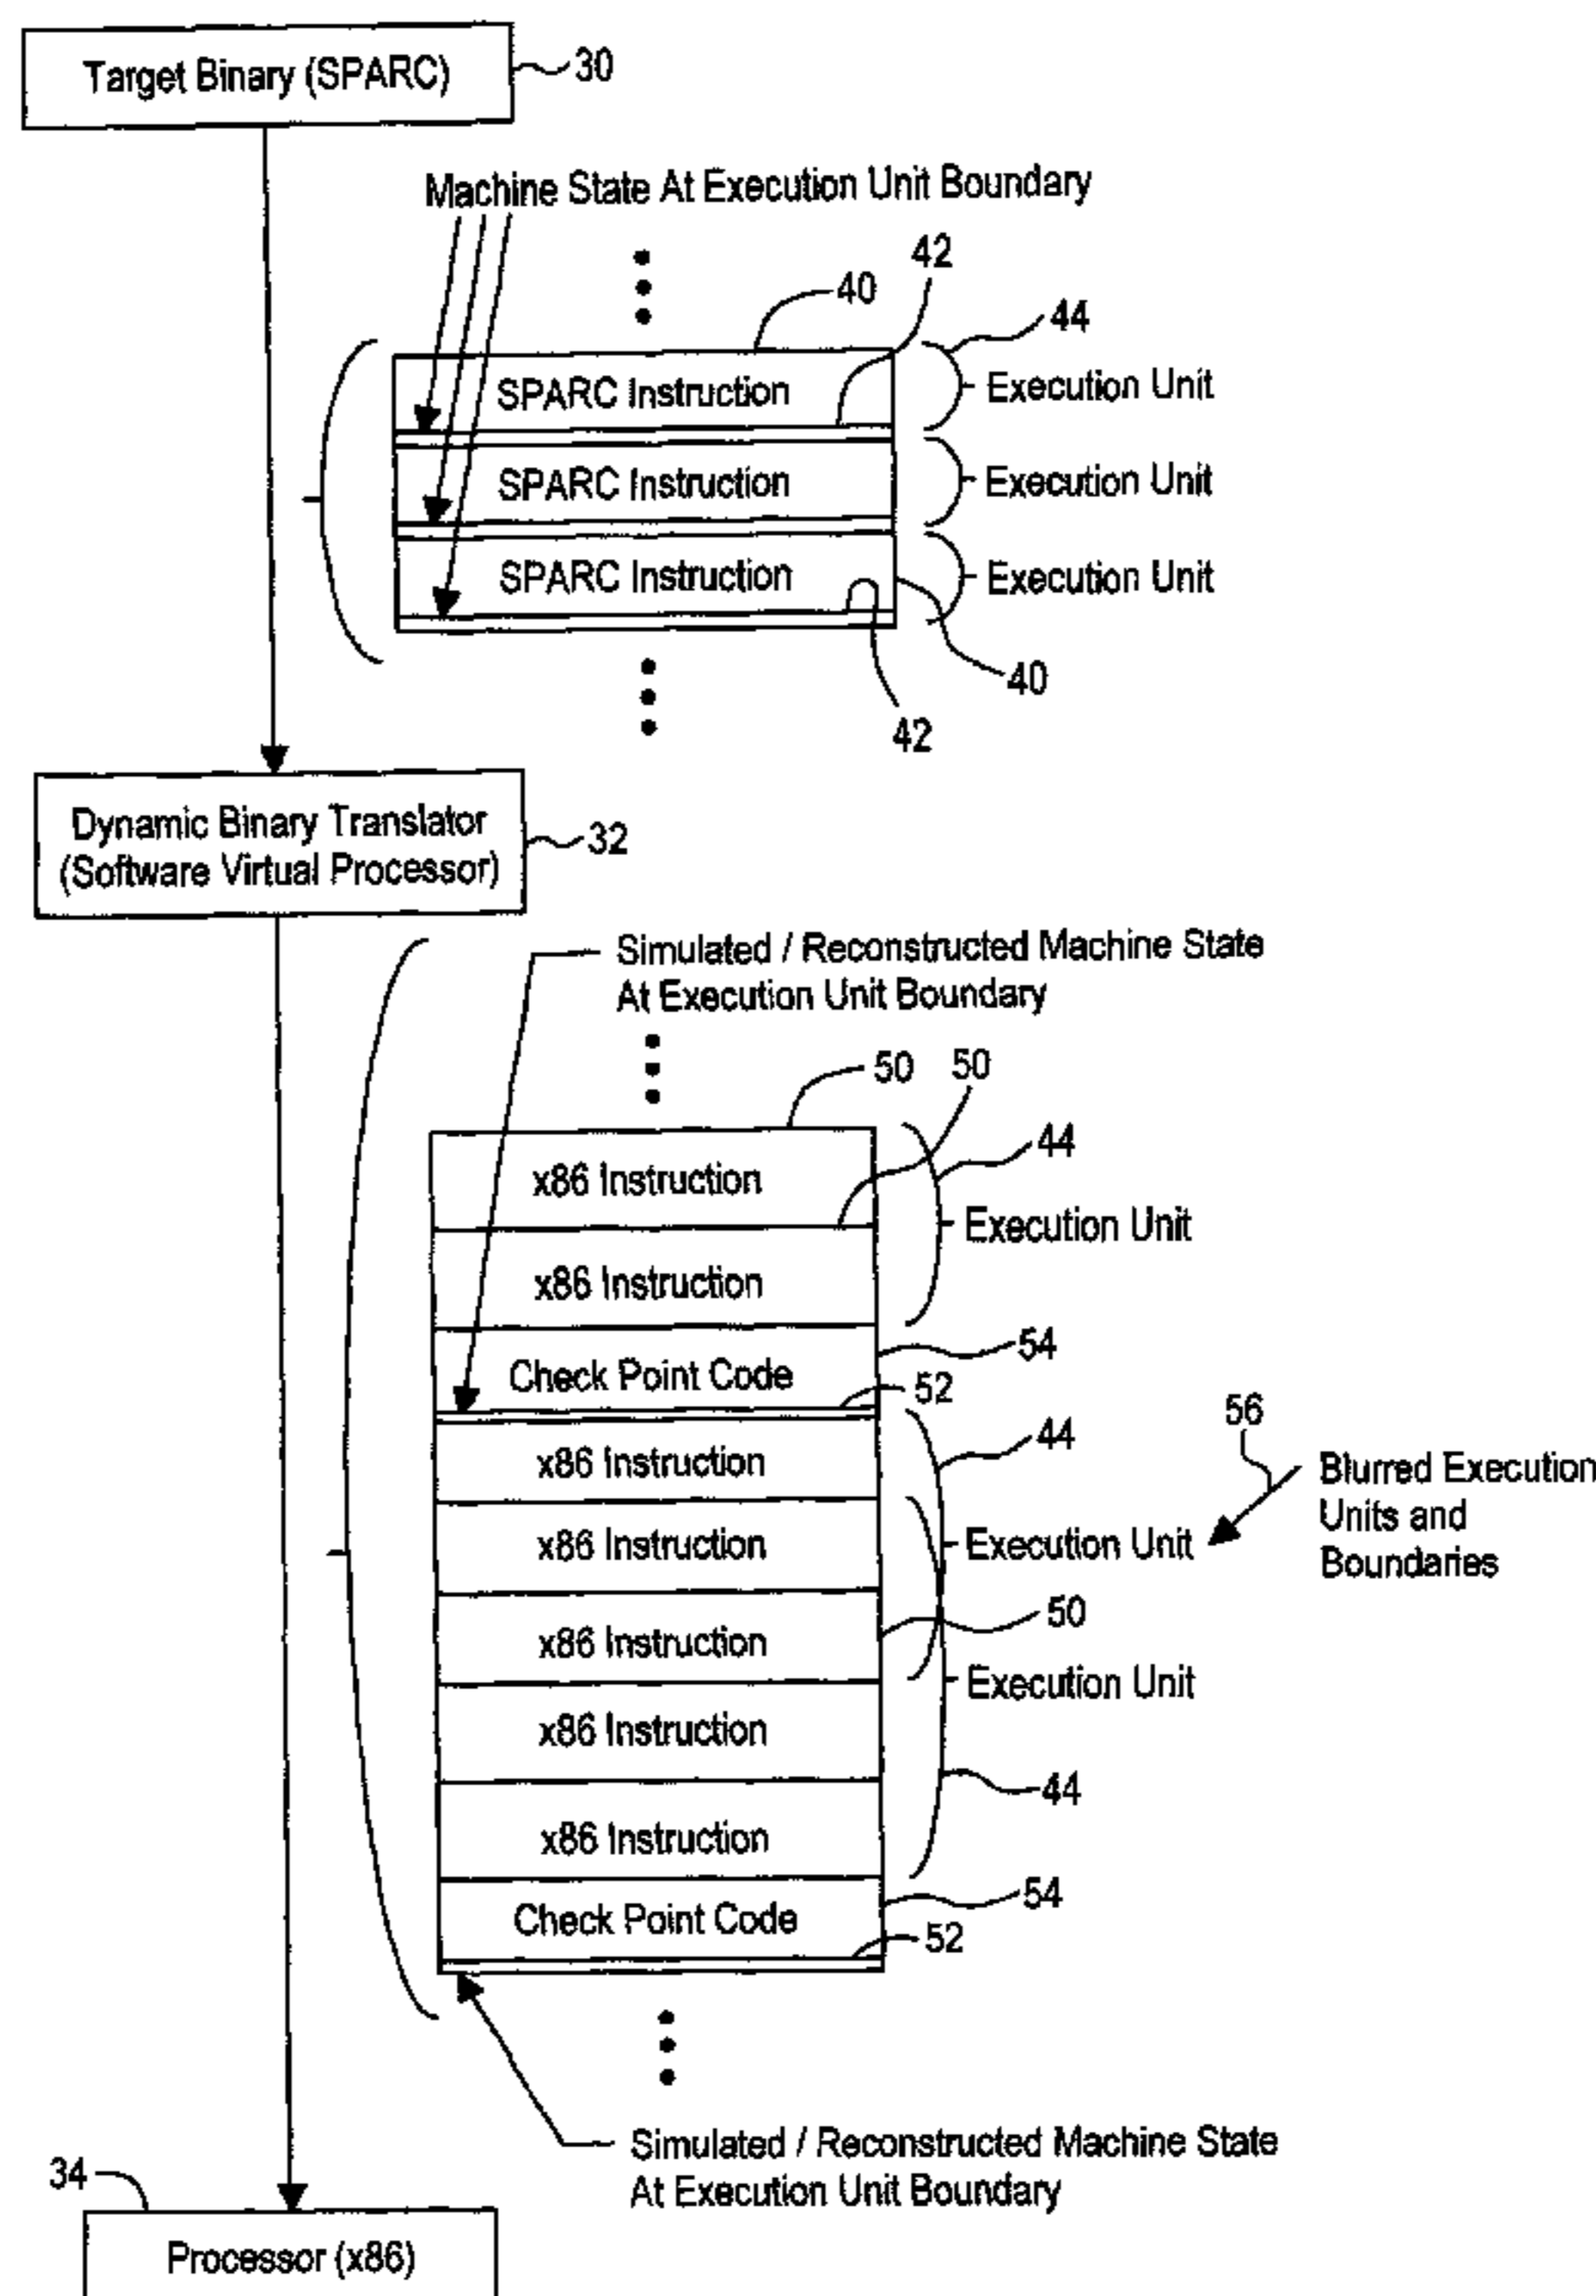 Target Binary (SPARC)
30
Machine State At Execution Unit Boundary
42
40
44
SPARC Instruction
Execution Unit
SPARC Instruction
Execution Unit
SPARC Instruction
Execution Unit
40
42
Dynamic Binary Translator
(Software Virtual Processor)
32
Simulated / Reconstructed Machine State
At Execution Unit Boundary
50
50
44
x86 Instruction
Execution Unit
x86 Instruction
54
Check Point Code
52
56
44
x86 Instruction
Blurred Execution
Units and
Boundaries
x86 Instruction
Execution Unit
50
x86 Instruction
Execution Unit
x86 Instruction
44
x86 Instruction
54
Check Point Code
52
Simulated / Reconstructed Machine State
At Execution Unit Boundary
34
Processor (x86)